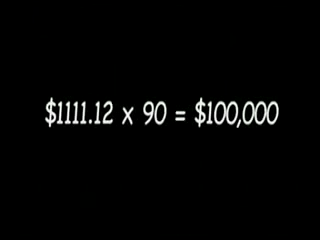 $1111.12 x 90 = $100,000